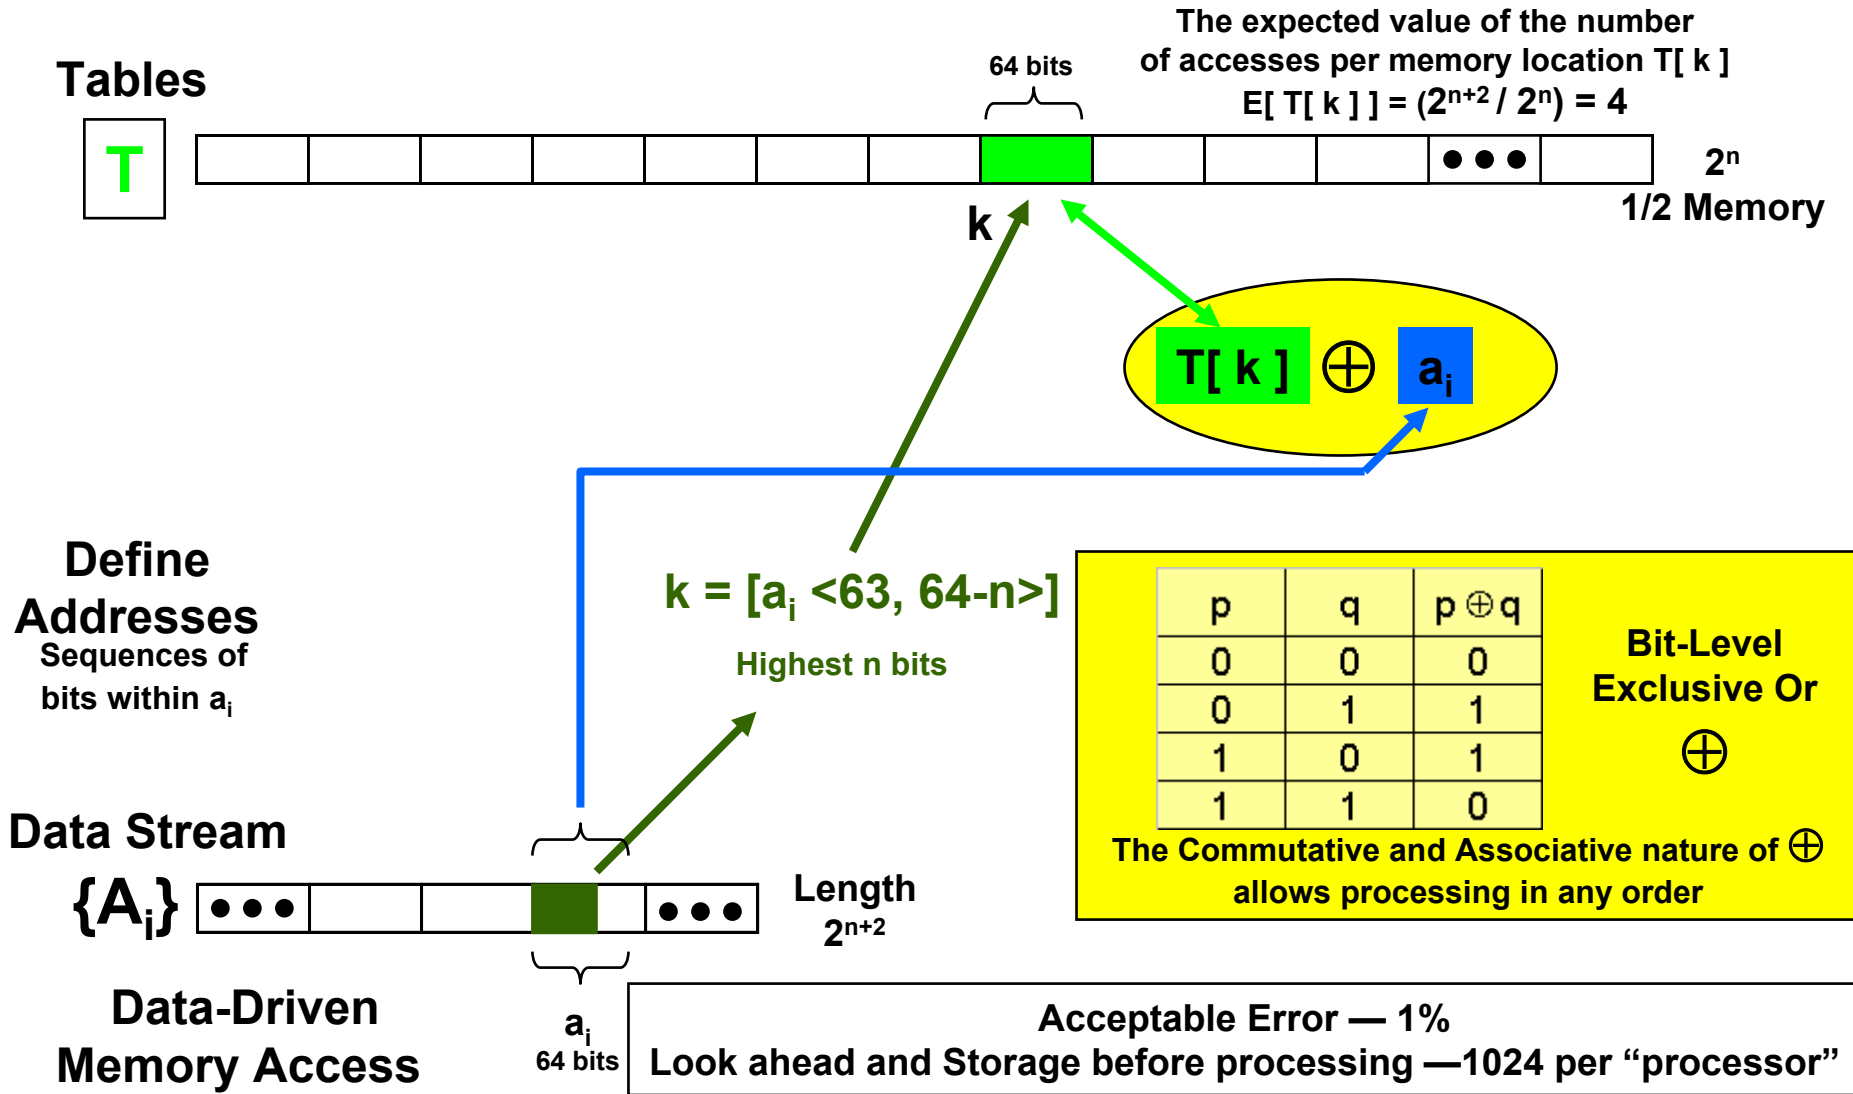 The expected value of the number
of accesses per memory location T[ k ]
E[ T[ k ] ] = (2ⁿ⁺² / 2ⁿ) = 4
64 bits
Tables
T
● ● ●
2ⁿ
1/2 Memory
k
T[ k ] ⊕ aᵢ
Define
Addresses
Sequences of
bits within aᵢ
k = [aᵢ <63, 64-n>]
Highest n bits
p q p ⊕ q
0 0 0
0 1 1
1 0 1
1 1 0
Bit-Level
Exclusive Or
⊕
The Commutative and Associative nature of ⊕
allows processing in any order
Data Stream
{Aᵢ}
● ● ● ● ● ●
Length
2ⁿ⁺²
Data-Driven
Memory Access
aᵢ
64 bits
Acceptable Error — 1%
Look ahead and Storage before processing —1024 per “processor”